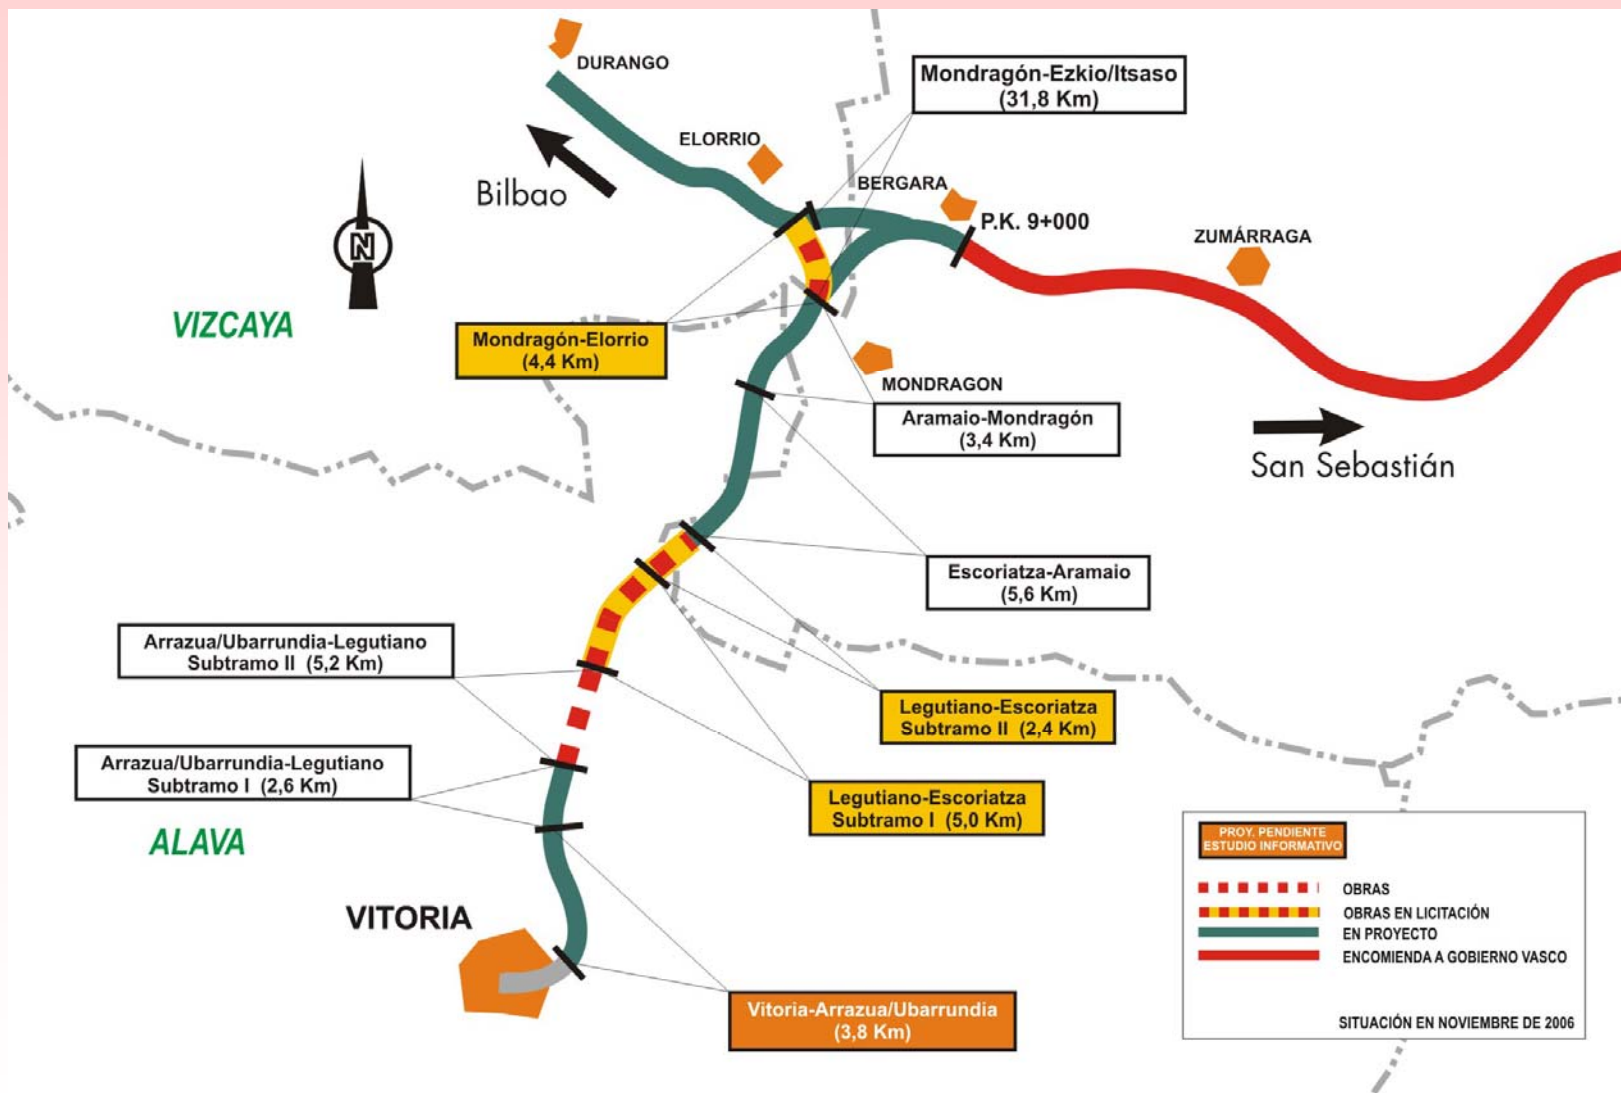 DURANGO
Mondragón-Ezkio/Itsaso
(31,8 Km)
ELORRIO
Bilbao
BERGARA
P.K. 9+000
ZUMÁRRAGA
N
VIZCAYA
Mondragón-Elorrio
(4,4 Km)
MONDRAGON
Aramaio-Mondragón
(3,4 Km)
San Sebastián
Escoriatza-Aramaio
(5,6 Km)
Arrazua/Ubarrundia-Legutiano
Subtramo II (5,2 Km)
Legutiano-Escoriatza
Subtramo II (2,4 Km)
Arrazua/Ubarrundia-Legutiano
Subtramo I (2,6 Km)
Legutiano-Escoriatza
Subtramo I (5,0 Km)
ALAVA
VITORIA
Vitoria-Arrazua/Ubarrundia
(3,8 Km)
PROY. PENDIENTE
ESTUDIO INFORMATIVO
OBRAS
OBRAS EN LICITACIÓN
EN PROYECTO
ENCOMIENDA A GOBIERNO VASCO
SITUACIÓN EN NOVIEMBRE DE 2006